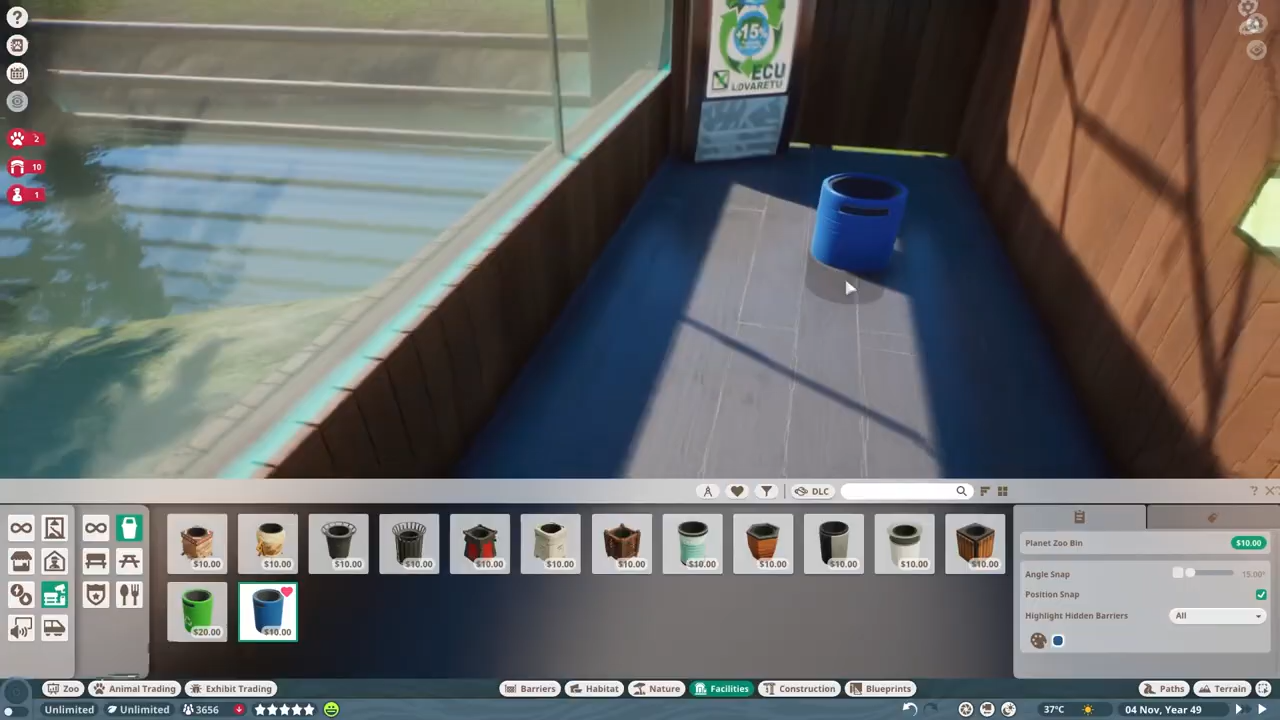 +15%
ECU
LOVARETU
2
10
1
DLC
$10.00 $10.00 $10.00 $10.00 $10.00 $10.00 $10.00 $10.00 $10.00 $10.00 $10.00 $10.00
$20.00 $10.00
Planet Zoo Bin $10.00
Angle Snap 15.00°
Position Snap
Highlight Hidden Barriers All
Zoo Animal Trading Exhibit Trading Barriers Habitat Nature Facilities Construction Blueprints Paths Terrain
Unlimited Unlimited 3656 37°C 04 Nov, Year 49